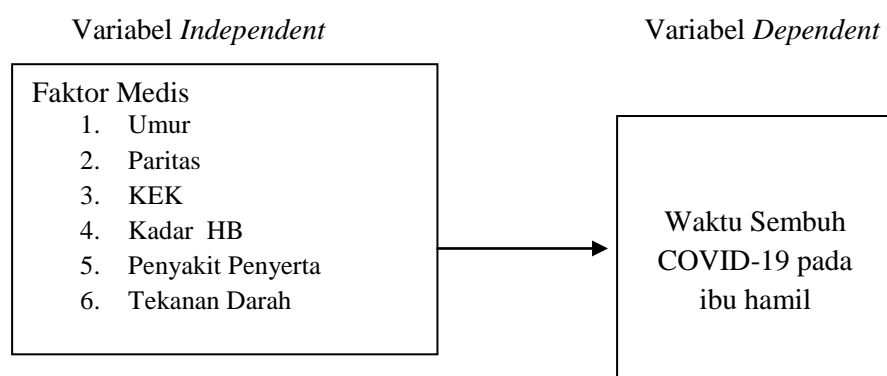 Variabel Independent
Variabel Dependent
Faktor Medis
1. Umur
2. Paritas
3. KEK
4. Kadar HB
5. Penyakit Penyerta
6. Tekanan Darah
Waktu Sembuh
COVID-19 pada
ibu hamil